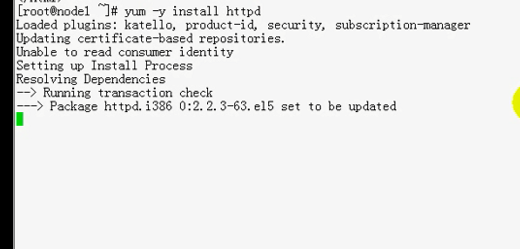 [root@node1 ~]# yum -y install httpd
Loaded plugins: katello, product-id, security, subscription-manager
Updating certificate-based repositories.
Unable to read consumer identity
Setting up Install Process
Resolving Dependencies
--> Running transaction check
---> Package httpd.i386 0:2.2.3-63.el5 set to be updated